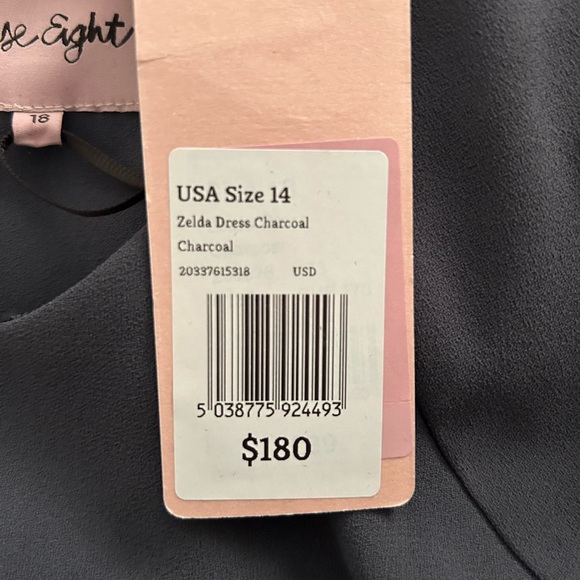 se Eight
18
USA Size 14
Zelda Dress Charcoal
Charcoal
20337615318 USD
5 038775 924493
$180